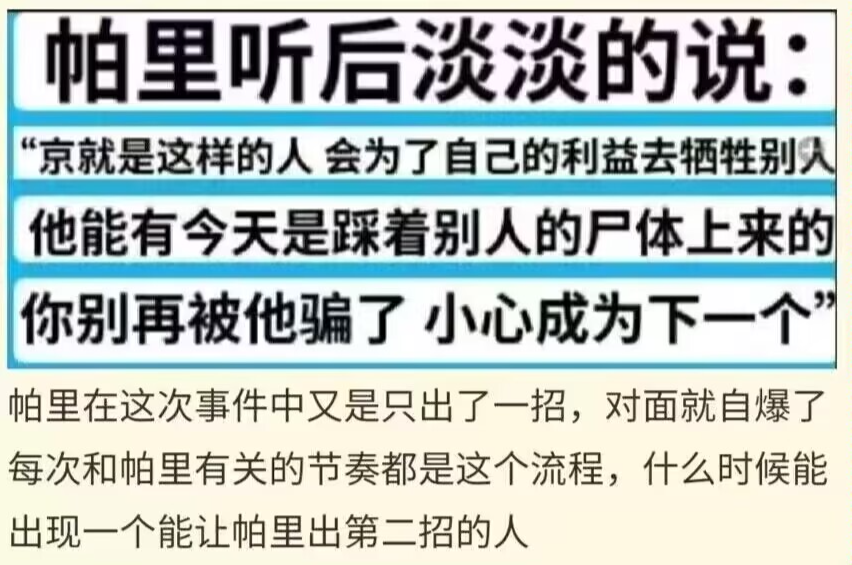 帕里听后淡淡的说：
“京就是这样的人 会为了自己的利益去牺牲别人
他能有今天是踩着别人的尸体上来的
你别再被他骗了 小心成为下一个”
帕里在这次事件中又是只出了一招，对面就自爆了
每次和帕里有关的节奏都是这个流程，什么时候能
出现一个能让帕里出第二招的人